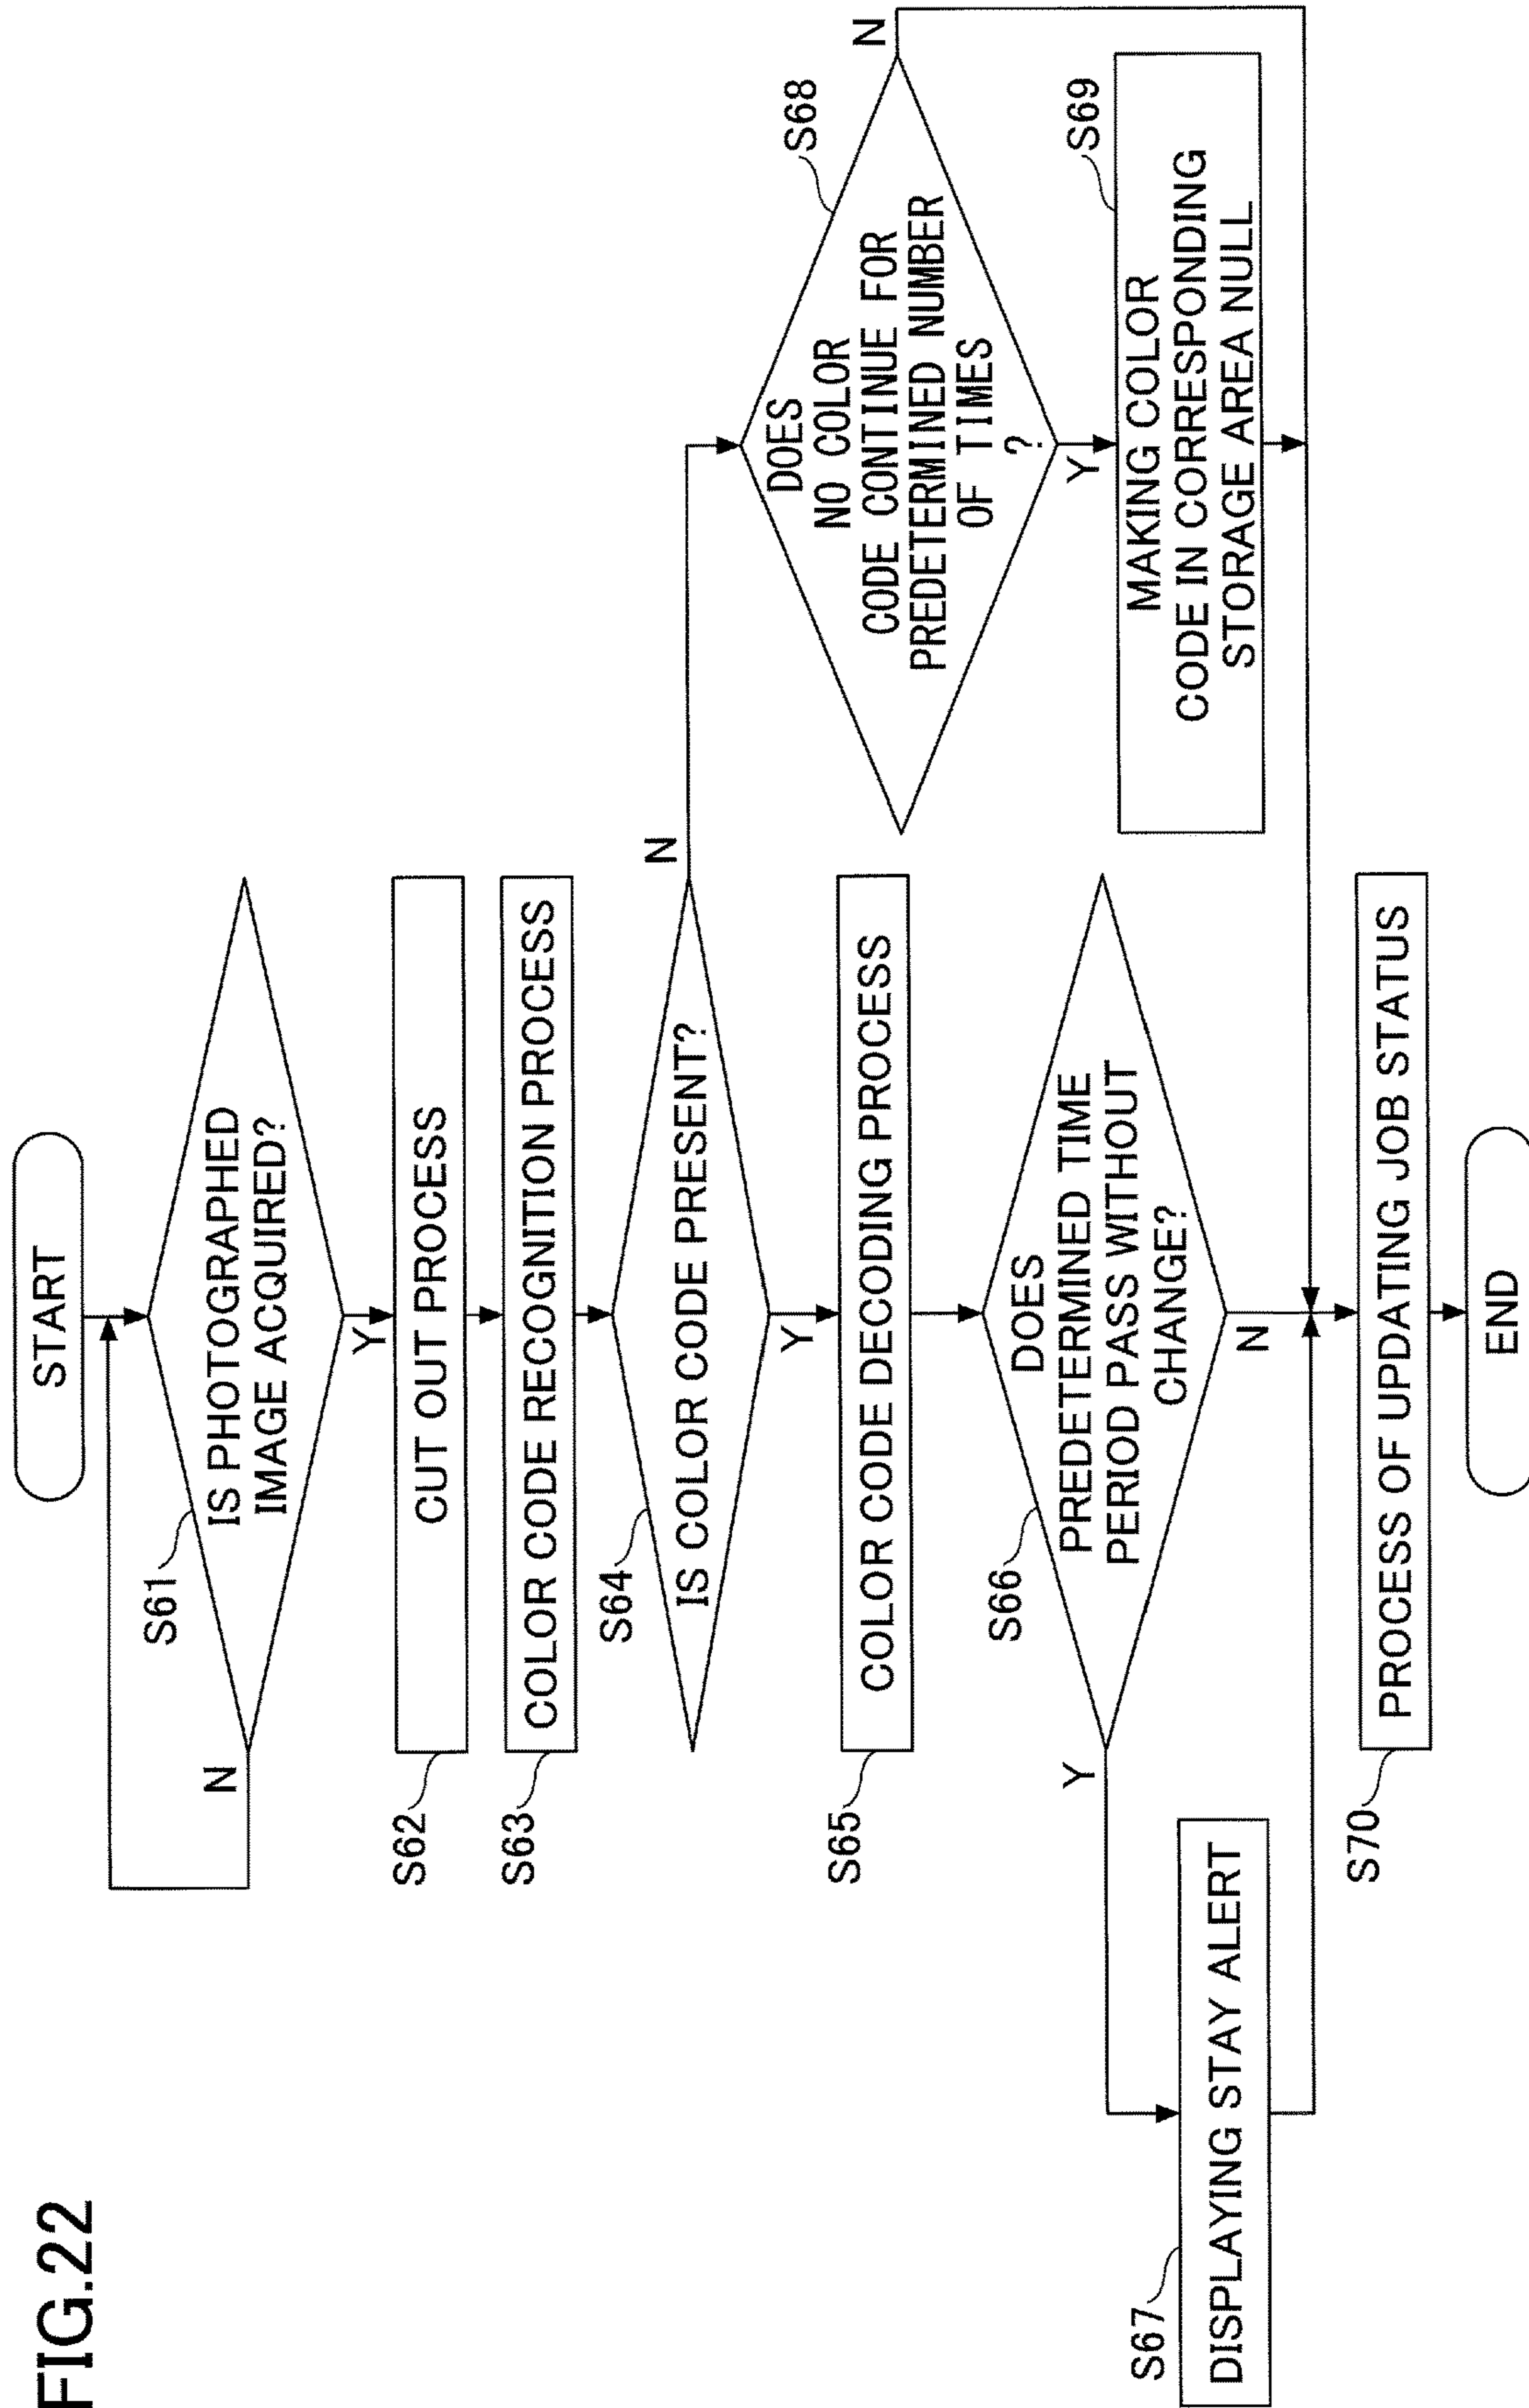 FIG.22
START
S61
IS PHOTOGRAPHED
IMAGE ACQUIRED?
N
Y
S62
CUT OUT PROCESS
S63
COLOR CODE RECOGNITION PROCESS
S64
IS COLOR CODE PRESENT?
N
Y
S65
COLOR CODE DECODING PROCESS
S68
DOES
NO COLOR
CODE CONTINUE FOR
PREDETERMINED NUMBER
OF TIMES
?
N
Y
S66
DOES
PREDETERMINED TIME
PERIOD PASS WITHOUT
CHANGE?
Y
N
S69
MAKING COLOR
CODE IN CORRESPONDING
STORAGE AREA NULL
S67
DISPLAYING STAY ALERT
S70
PROCESS OF UPDATING JOB STATUS
END